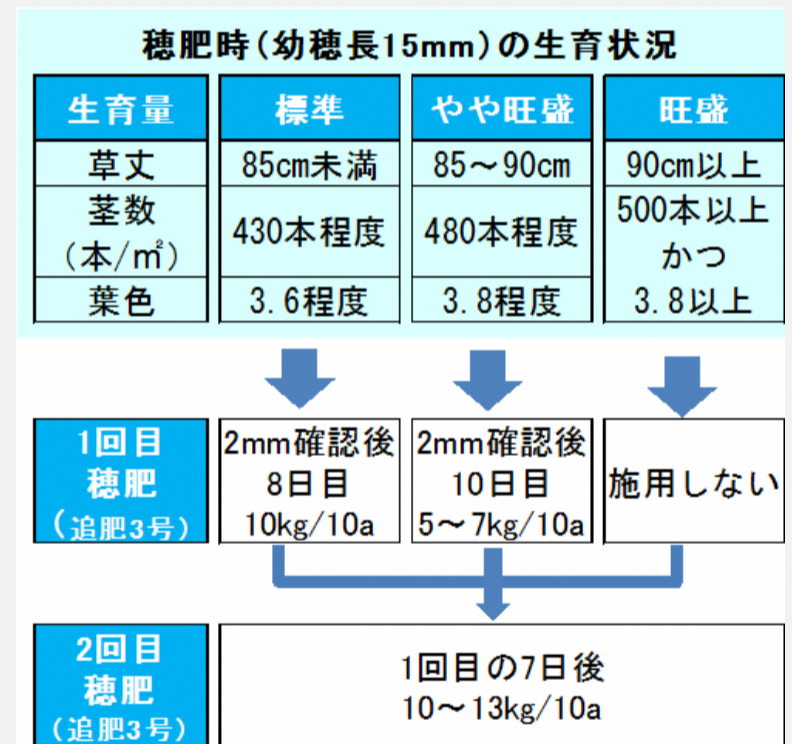 穂肥時(幼穂長15mm)の生育状況
生育量 標準 やや旺盛 旺盛
草丈 85cm未満 85～90cm 90cm以上
茎数
(本/㎡)
430本程度
480本程度
500本以上
かつ
葉色 3.6程度 3.8程度 3.8以上
1回目
穂肥
(追肥3号)
2mm確認後
8日目
10kg/10a
2mm確認後
10日目
5～7kg/10a
施用しない
2回目
穂肥
(追肥3号)
1回目の7日後
10～13kg/10a